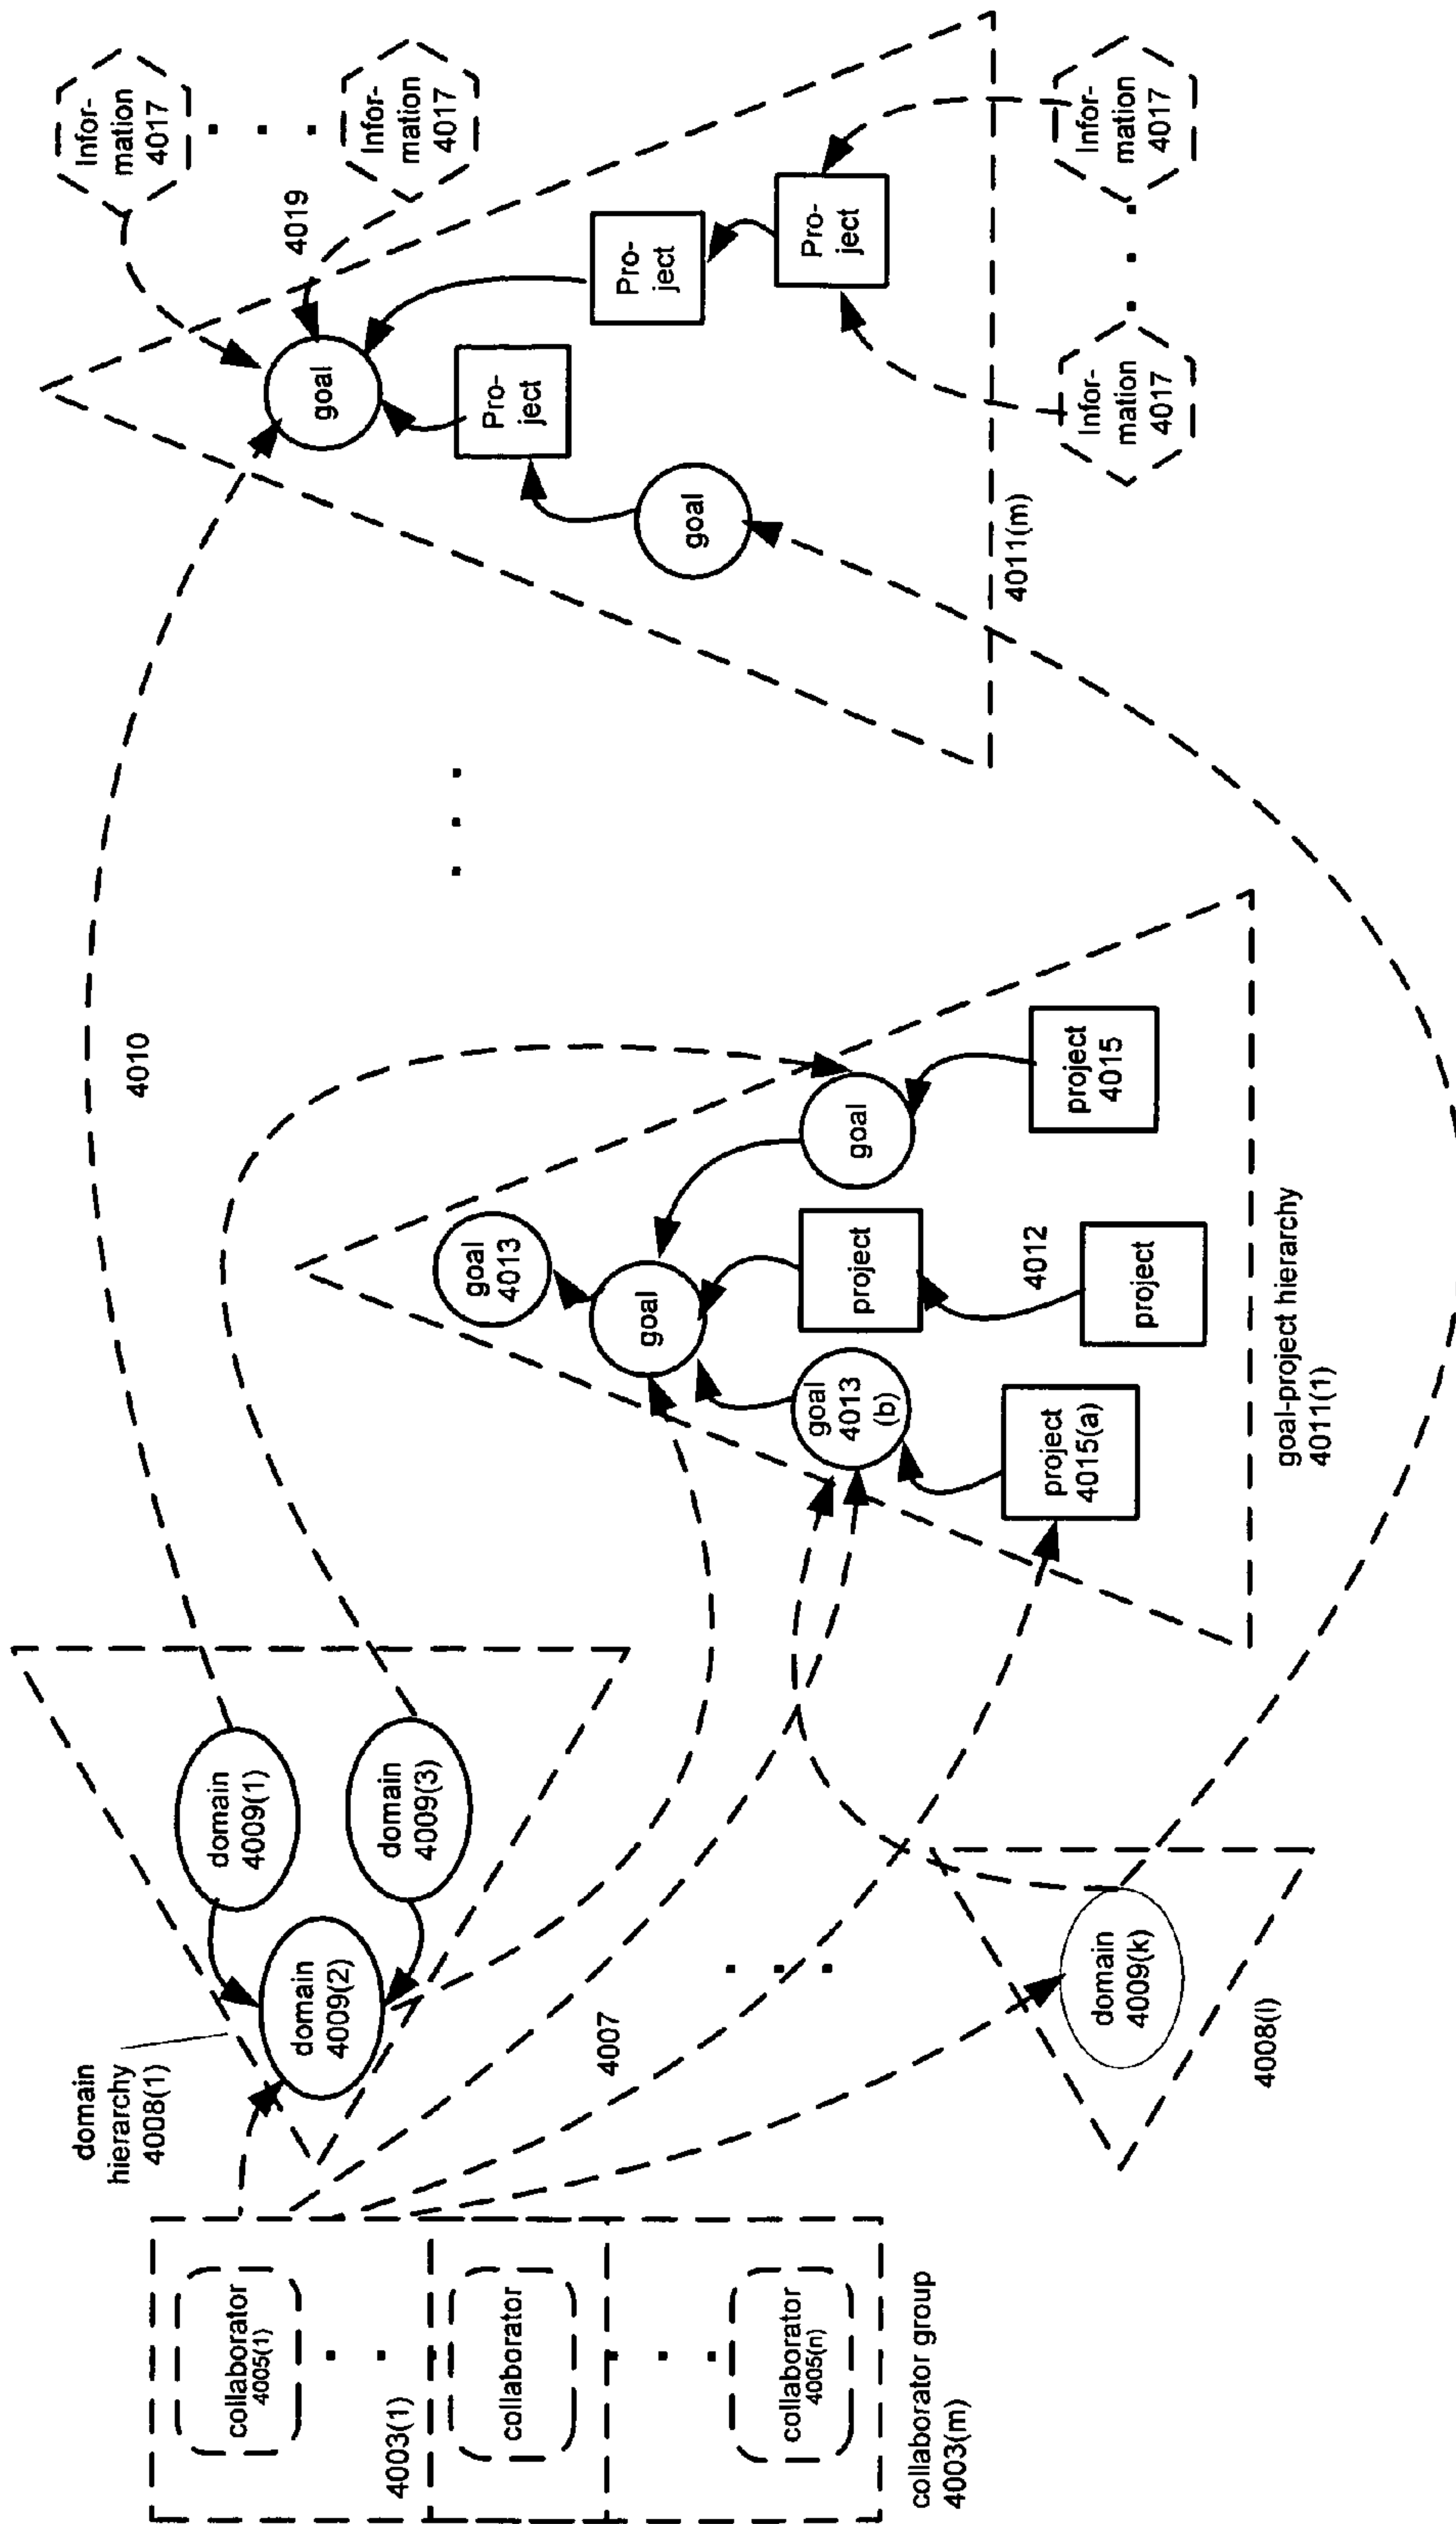 collaborator
4005(1)
4003(1)
collaborator
collaborator
4005(n)
collaborator group
4003(m)
domain
hierarchy
4008(1)
domain
4009(2)
domain
4009(1)
domain
4009(3)
4007
domain
4009(k)
4008(l)
4010
goal
4013
goal
goal
4013
(b)
project
goal
project
4015(a)
4012
project
project
4015
goal-project hierarchy
4011(1)
goal
Pro-
ject
goal
Pro-
ject
Pro-
ject
4011(m)
4019
Infor-
mation
4017
Infor-
mation
4017
Infor-
mation
4017
Infor-
mation
4017